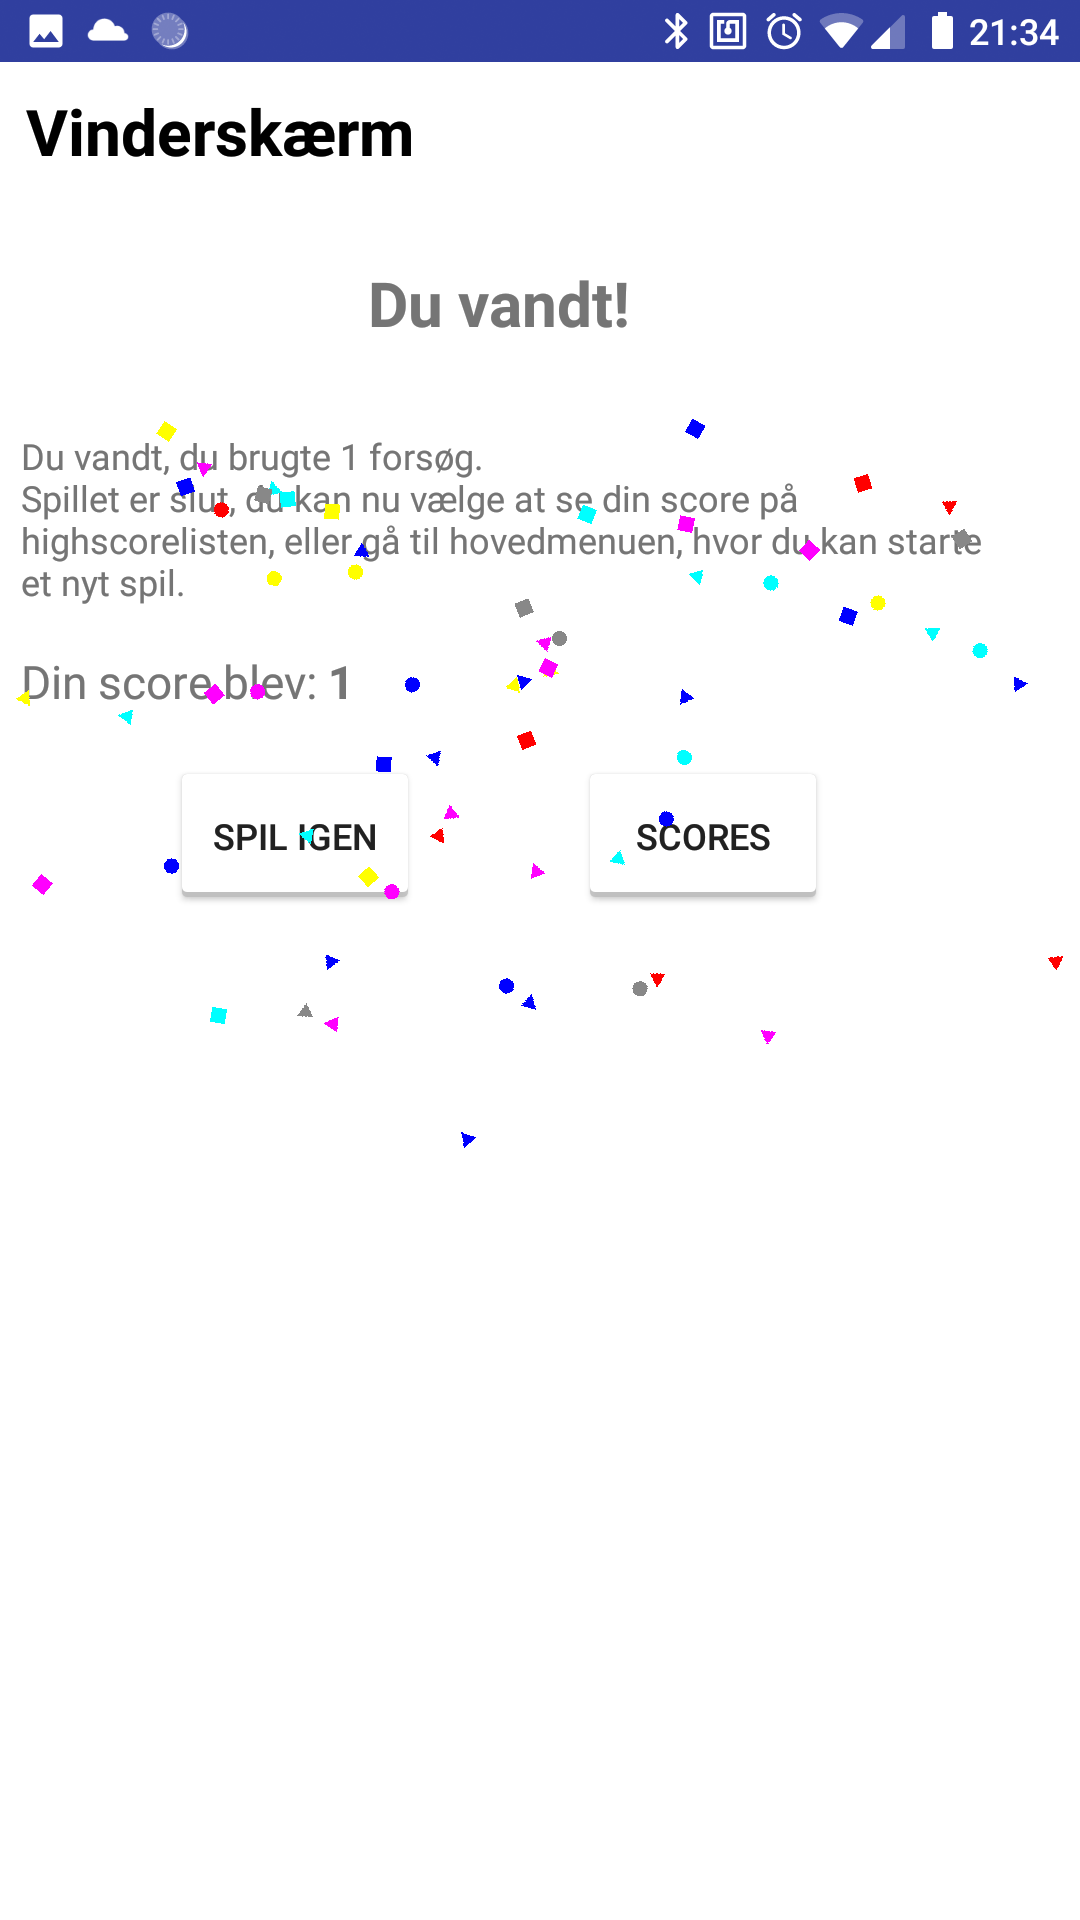 21:34
Vinderskærm
Du vandt!
Du vandt, du brugte 1 forsøg.
Spillet er slut, du kan nu vælge at se din score på
highscorelisten, eller gå til hovedmenuen, hvor du kan starte
et nyt spil.
Din score blev: 1
SPIL IGEN
SCORES